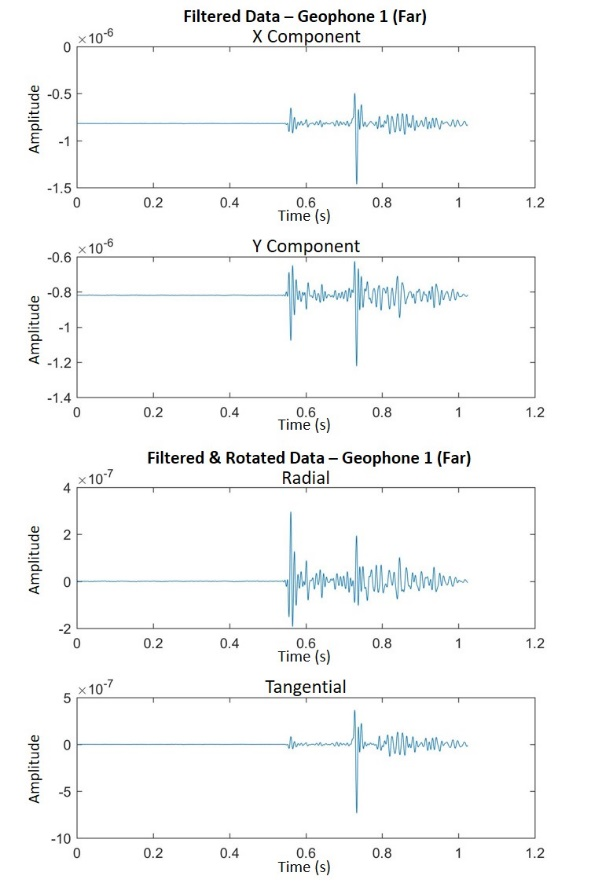 Filtered Data – Geophone 1 (Far)
X Component
×10-6
0
-0.5
-1
-1.5
Amplitude
0 0.2 0.4 0.6 0.8 1 1.2
Time (s)
Y Component
×10-6
-0.6
-0.8
-1
-1.2
-1.4
Amplitude
0 0.2 0.4 0.6 0.8 1 1.2
Time (s)
Filtered & Rotated Data – Geophone 1 (Far)
Radial
×10-7
4
2
0
-2
Amplitude
0 0.2 0.4 0.6 0.8 1 1.2
Time (s)
Tangential
×10-7
5
0
-5
-10
Amplitude
0 0.2 0.4 0.6 0.8 1 1.2
Time (s)